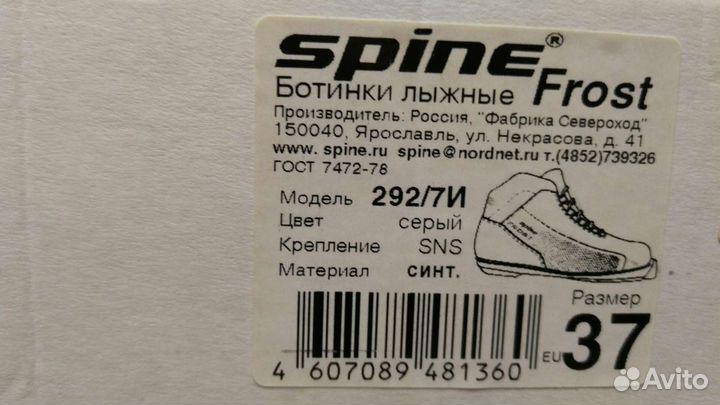 spine®
Ботинки лыжные Frost
Производитель: Россия, "Фабрика Североход"
150040, Ярославль, ул. Некрасова, д. 41
www. spine.ru spine@nordnet.ru т.(4852)739326
ГОСТ 7472-78
Модель 292/7И
Цвет серый
Крепление SNS
Материал синт.
spine
FROST
Размер
EU 37
4 607089 481360
Avito